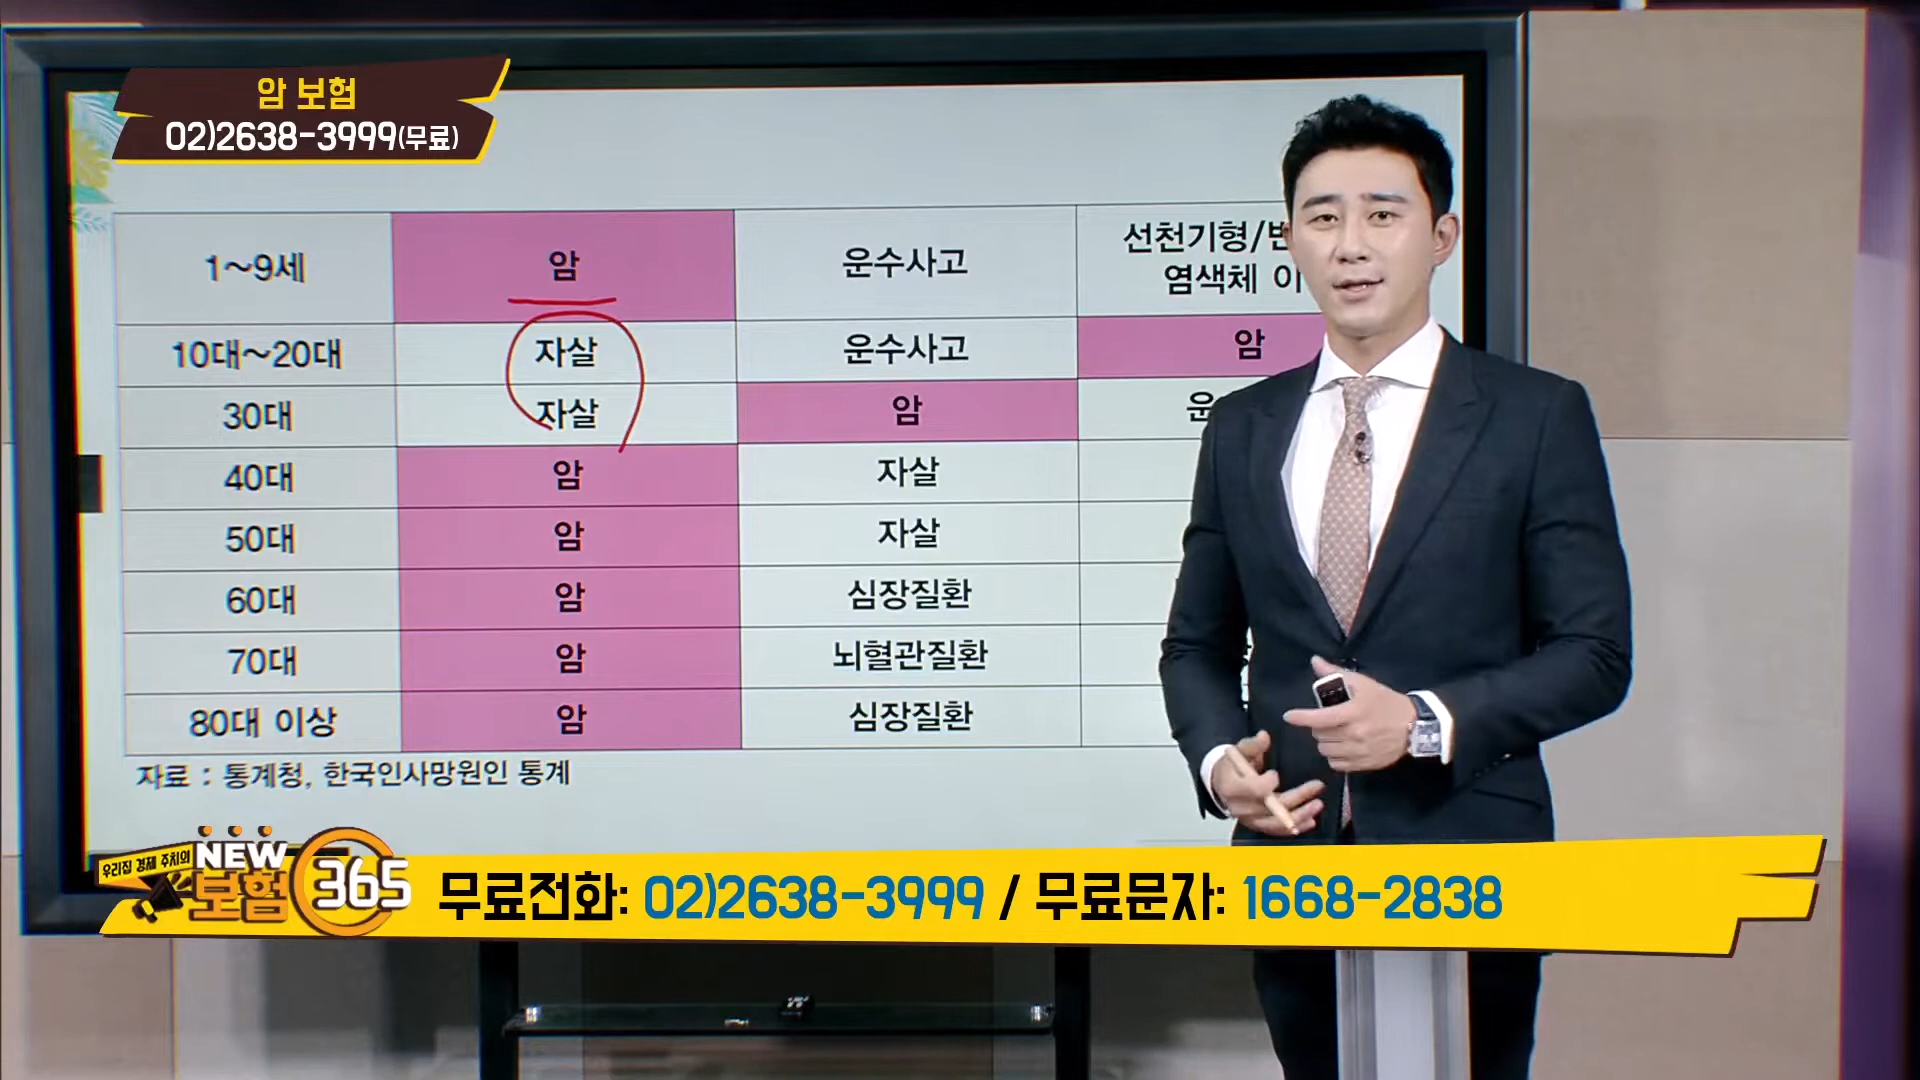 암 보험
02)2638-3999(무료)
1~9세
암
운수사고
선천기형/
염색체
10대~20대
자살
운수사고
암
30대
자살
암
40대
암
자살
50대
암
자살
60대
암
심장질환
70대
암
뇌혈관질환
80대 이상
암
심장질환
자료 : 통계청, 한국인사망원인 통계
우리집 경제 주치의
NEW
보험 365
무료전화: 02)2638-3999 / 무료문자: 1668-2838